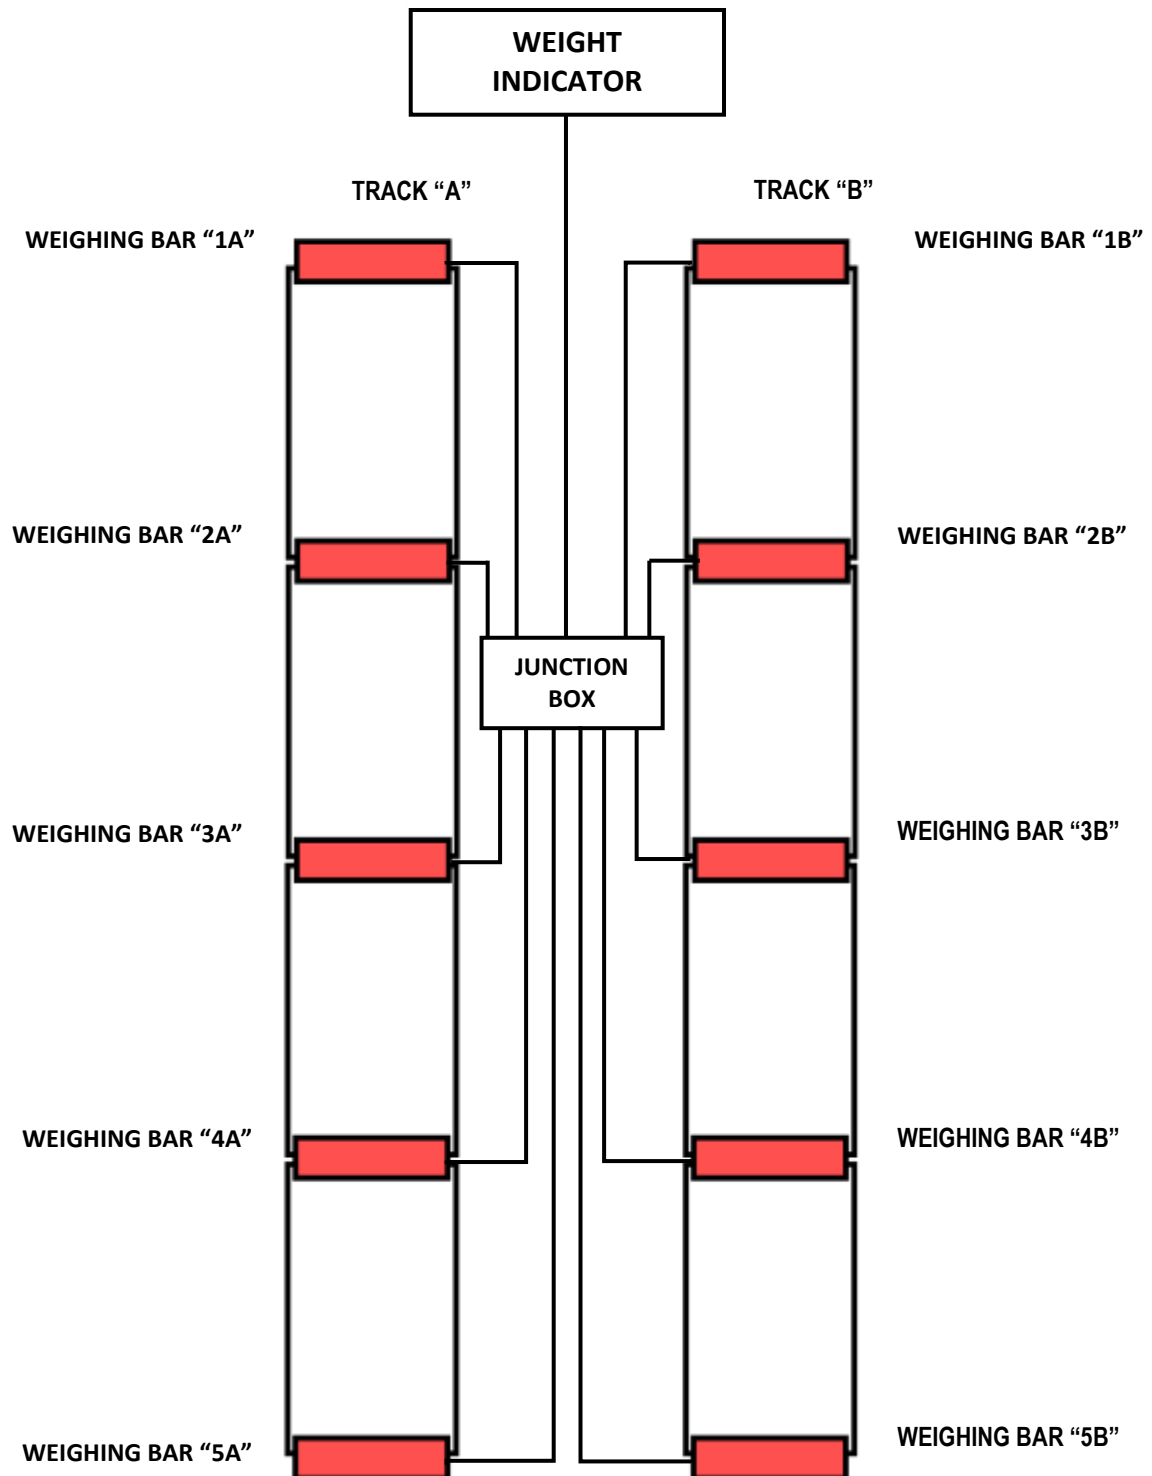 WEIGHT
INDICATOR
TRACK “A”
TRACK “B”
WEIGHING BAR “1A”
WEIGHING BAR “1B”
WEIGHING BAR “2A”
WEIGHING BAR “2B”
JUNCTION
BOX
WEIGHING BAR “3A”
WEIGHING BAR “3B”
WEIGHING BAR “4A”
WEIGHING BAR “4B”
WEIGHING BAR “5A”
WEIGHING BAR “5B”